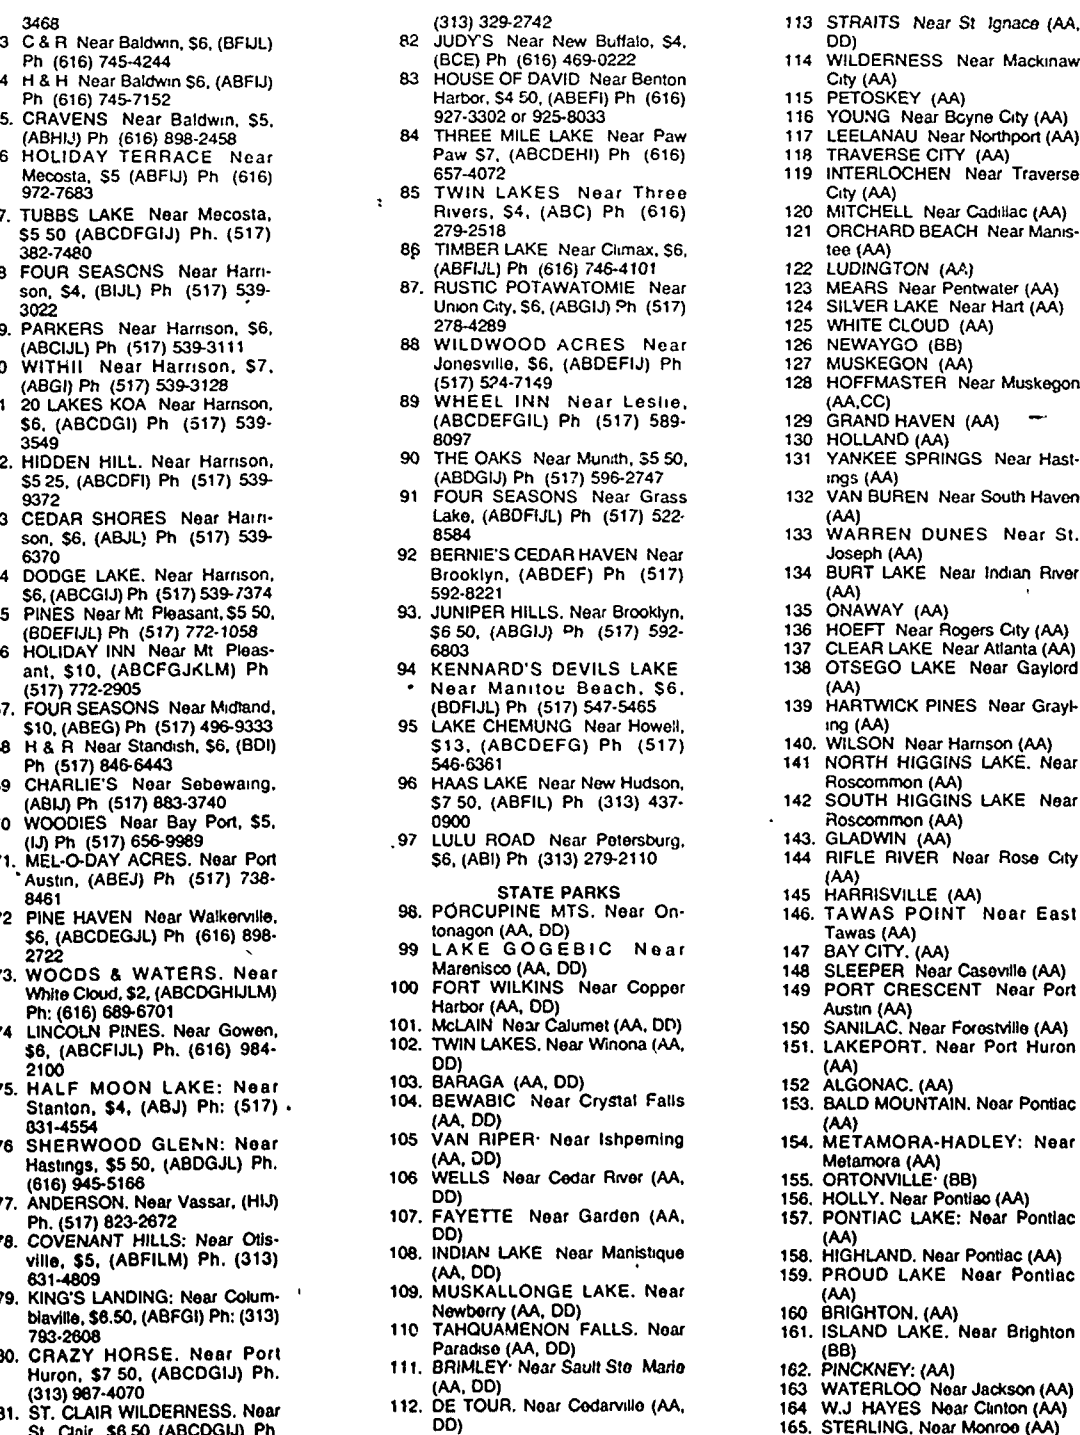 3468
3 C & R Near Baldwin, $6, (BFIJL)
Ph (616) 745-4244
4 H & H Near Baldwin $6, (ABFIJ)
Ph (616) 745-7152
5. CRAVENS Near Baldwin, $5,
(ABHIJ) Ph (616) 898-2458
6 HOLIDAY TERRACE Near
Mecosta, $5 (ABFIJ) Ph (616)
972-7683
7. TUBBS LAKE Near Mecosta,
$5 50 (ABCDFGIJ) Ph. (517)
382-7480
8 FOUR SEASONS Near Harri-
son, $4, (BIJL) Ph (517) 539-
3022
9. PARKERS Near Harrison, $6,
(ABCIJL) Ph (517) 539-3111
0 WITHII Near Harrison, $7,
(ABGI) Ph (517) 539-3128
1 20 LAKES KOA Near Harrison,
$6, (ABCDGI) Ph (517) 539-
3549
2. HIDDEN HILL. Near Harrison,
$5 25, (ABCDFI) Ph (517) 539-
9372
3 CEDAR SHORES Near Harri-
son, $6, (ABJL) Ph (517) 539-
6370
4 DODGE LAKE. Near Harrison,
$6, (ABCGIJ) Ph (517) 539-7374
5 PINES Near Mt Pleasant, $5 50,
(BDEFIJL) Ph (517) 772-1058
6 HOLIDAY INN Near Mt Pleas-
ant, $10, (ABCFGJKLM) Ph
(517) 772-2905
67. FOUR SEASONS Near Midland,
$10, (ABEG) Ph (517) 496-9333
8 H & R Near Standish, $6, (BDI)
Ph (517) 846-6443
69 CHARLIE'S Near Sebewaing,
(ABIJ) Ph (517) 883-3740
70 WOODIES Near Bay Port, $5,
(IJ) Ph (517) 656-9989
71. MEL-O-DAY ACRES. Near Port
Austin, (ABEJ) Ph (517) 738-
8461
72 PINE HAVEN Near Walkerville,
$6, (ABCDEGJL) Ph (616) 898-
2722
73. WOODS & WATERS. Near
White Cloud, $2, (ABCDGHIJLM)
Ph: (616) 689-6701
74 LINCOLN PINES. Near Gowen,
$6, (ABCFIJL) Ph. (616) 984-
2100
75. HALF MOON LAKE: Near
Stanton, $4, (ABJ) Ph: (517)
831-4554
76 SHERWOOD GLENN: Near
Hastings, $5 50, (ABDGJL) Ph.
(616) 945-5166
77. ANDERSON. Near Vassar, (HIJ)
Ph. (517) 823-2672
78. COVENANT HILLS: Near Otis-
ville, $5, (ABFILM) Ph. (313)
631-4809
79. KING'S LANDING: Near Colum-
biaville, $6.50, (ABFGI) Ph: (313)
793-2608
80. CRAZY HORSE. Near Port
Huron, $7 50, (ABCDGIJ) Ph.
(313) 987-4070
81. ST. CLAIR WILDERNESS. Near
St. Clair, $6 50 (ABCDGIJ) Ph
(313) 329-2742
82 JUDY'S Near New Buffalo, $4,
(BCE) Ph (616) 469-0222
83 HOUSE OF DAVID Near Benton
Harbor, $4 50, (ABEFI) Ph (616)
927-3302 or 925-8033
84 THREE MILE LAKE Near Paw
Paw $7, (ABCDEHI) Ph (616)
657-4072
85 TWIN LAKES Near Three
Rivers, $4, (ABC) Ph (616)
279-2518
86 TIMBER LAKE Near Climax, $6,
(ABFIJL) Ph (616) 746-4101
87. RUSTIC POTAWATOMIE Near
Union City, $6, (ABGIJ) Ph (517)
278-4289
88 WILDWOOD ACRES Near
Jonesville, $6, (ABDEFIJ) Ph
(517) 524-7149
89 WHEEL INN Near Leslie,
(ABCDEFGIL) Ph (517) 589-
8097
90 THE OAKS Near Munith, $5 50,
(ABDGIJ) Ph (517) 596-2747
91 FOUR SEASONS Near Grass
Lake, (ABDFIJL) Ph (517) 522-
8584
92 BERNIE'S CEDAR HAVEN Near
Brooklyn, (ABDEF) Ph (517)
592-8221
93. JUNIPER HILLS. Near Brooklyn,
$6 50, (ABGIJ) Ph (517) 592-
6803
94 KENNARD'S DEVILS LAKE
Near Manitou Beach, $6,
(BDFIJL) Ph (517) 547-5465
95 LAKE CHEMUNG Near Howell,
$13, (ABCDEFG) Ph (517)
546-6361
96 HAAS LAKE Near New Hudson,
$7 50, (ABFIL) Ph (313) 437-
0900
97 LULU ROAD Near Petersburg,
$6, (ABI) Ph (313) 279-2110
STATE PARKS
98. PORCUPINE MTS. Near On-
tonagon (AA, DD)
99 LAKE GOGEBIC Near
Marenisco (AA, DD)
100 FORT WILKINS Near Copper
Harbor (AA, DD)
101. McLAIN Near Calumet (AA, DD)
102. TWIN LAKES. Near Winona (AA,
DD)
103. BARAGA (AA, DD)
104. BEWABIC Near Crystal Falls
(AA, DD)
105 VAN RIPER· Near Ishpeming
(AA, DD)
106 WELLS Near Cedar River (AA,
DD)
107. FAYETTE Near Garden (AA,
DD)
108. INDIAN LAKE Near Manistique
(AA, DD)
109. MUSKALLONGE LAKE. Near
Newberry (AA, DD)
110 TAHQUAMENON FALLS. Near
Paradise (AA, DD)
111. BRIMLEY· Near Sault Ste Marie
(AA, DD)
112. DE TOUR. Near Cedarville (AA,
DD)
113 STRAITS Near St Ignace (AA,
DD)
114 WILDERNESS Near Mackinaw
City (AA)
115 PETOSKEY (AA)
116 YOUNG Near Boyne City (AA)
117 LEELANAU Near Northport (AA)
118 TRAVERSE CITY (AA)
119 INTERLOCHEN Near Traverse
City (AA)
120 MITCHELL Near Cadillac (AA)
121 ORCHARD BEACH Near Manis-
tee (AA)
122 LUDINGTON (AA)
123 MEARS Near Pentwater (AA)
124 SILVER LAKE Near Hart (AA)
125 WHITE CLOUD (AA)
126 NEWAYGO (BB)
127 MUSKEGON (AA)
128 HOFFMASTER Near Muskegon
(AA,CC)
129 GRAND HAVEN (AA)
130 HOLLAND (AA)
131 YANKEE SPRINGS Near Hast-
ings (AA)
132 VAN BUREN Near South Haven
(AA)
133 WARREN DUNES Near St.
Joseph (AA)
134 BURT LAKE Near Indian River
(AA)
135 ONAWAY (AA)
136 HOEFT Near Rogers City (AA)
137 CLEAR LAKE Near Atlanta (AA)
138 OTSEGO LAKE Near Gaylord
(AA)
139 HARTWICK PINES Near Grayl-
ing (AA)
140. WILSON Near Harrison (AA)
141 NORTH HIGGINS LAKE. Near
Roscommon (AA)
142 SOUTH HIGGINS LAKE Near
Roscommon (AA)
143. GLADWIN (AA)
144 RIFLE RIVER Near Rose City
(AA)
145 HARRISVILLE (AA)
146. TAWAS POINT Near East
Tawas (AA)
147 BAY CITY. (AA)
148 SLEEPER Near Caseville (AA)
149 PORT CRESCENT Near Port
Austin (AA)
150 SANILAC. Near Forestville (AA)
151. LAKEPORT. Near Port Huron
(AA)
152 ALGONAC. (AA)
153. BALD MOUNTAIN. Near Pontiac
(AA)
154. METAMORA-HADLEY: Near
Metamora (AA)
155. ORTONVILLE· (BB)
156. HOLLY. Near Pontiac (AA)
157. PONTIAC LAKE: Near Pontiac
(AA)
158. HIGHLAND. Near Pontiac (AA)
159. PROUD LAKE Near Pontiac
(AA)
160 BRIGHTON. (AA)
161. ISLAND LAKE. Near Brighton
(BB)
162. PINCKNEY: (AA)
163 WATERLOO Near Jackson (AA)
164 W.J HAYES Near Clinton (AA)
165. STERLING. Near Monroe (AA)